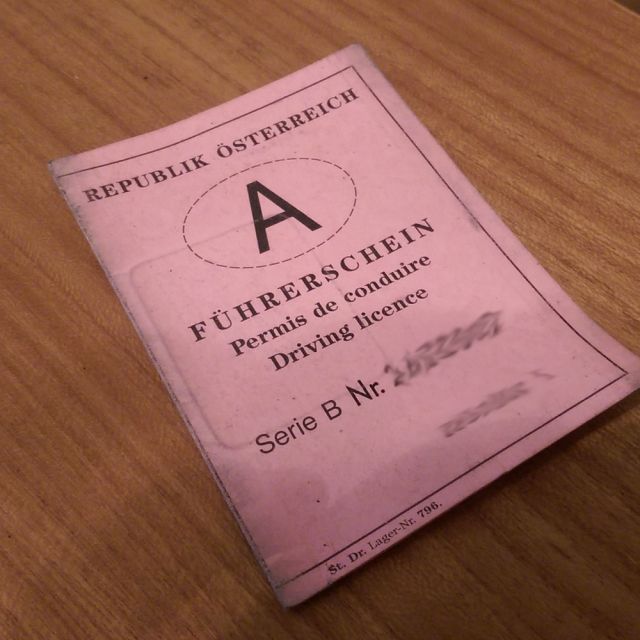 REPUBLIK ÖSTERREICH
A
FÜHRERSCHEIN
Permis de conduire
Driving licence
Serie B Nr.
St. Dr. Lager-Nr. 796.